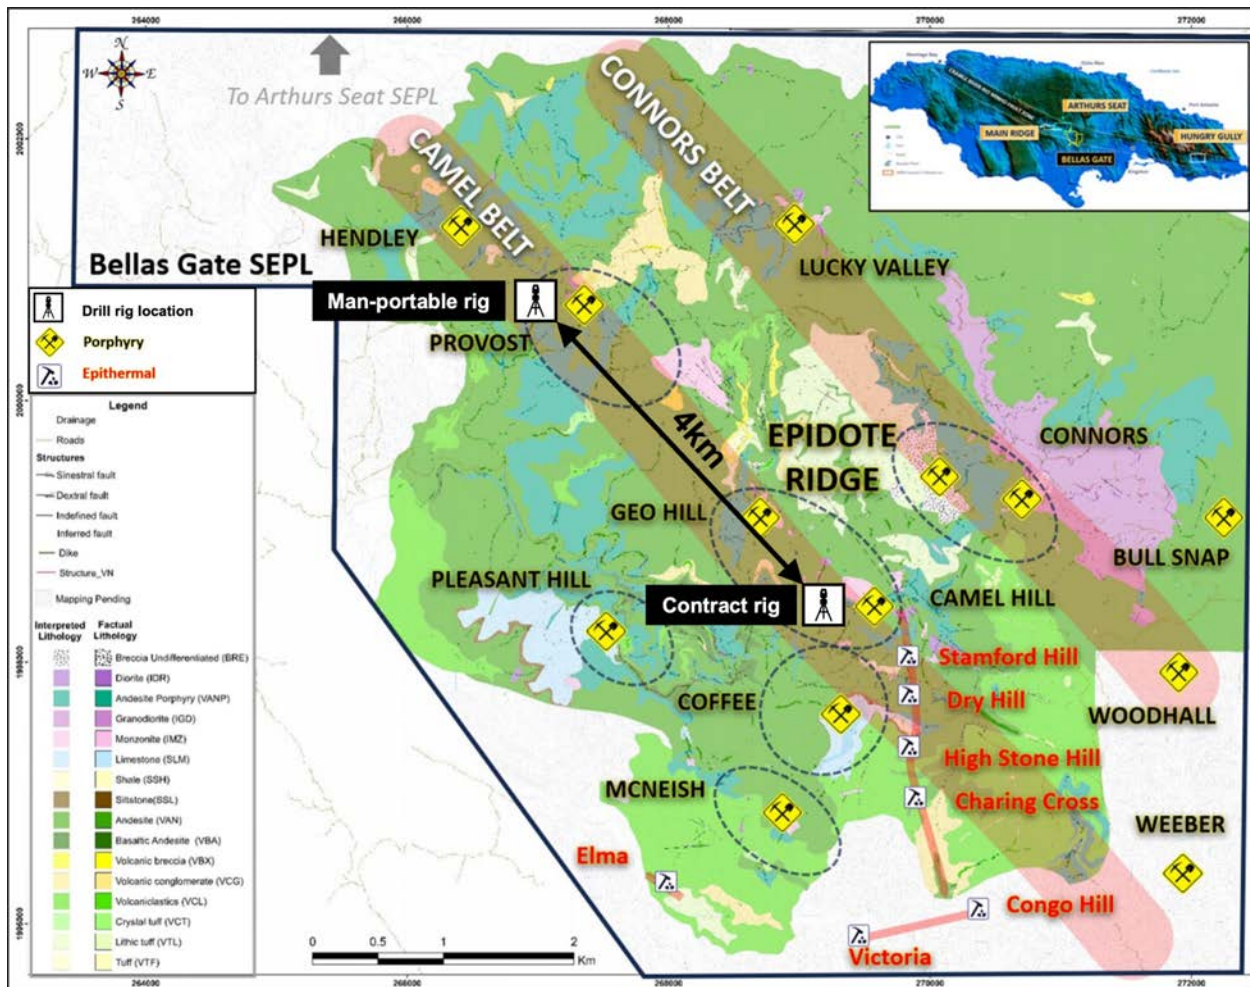 264000
266000
268000
270000
272000
N
W
E
S
To Arthurs Seat SEPL
CONNORS BELT
CAMEL BELT
ARTHURS SEAT
MAIN RIDGE
HUNGRY GULLY
BELLAS GATE
HENDLEY
LUCKY VALLEY
Bellas Gate SEPL
Man-portable rig
PROVOST
Drill rig location
Porphyry
Epithermal
4km
EPIDOTE
RIDGE
CONNORS
GEO HILL
BULL SNAP
PLEASANT HILL
Contract rig
CAMEL HILL
Stamford Hill
COFFEE
Dry Hill
WOODHALL
High Stone Hill
MCNEISH
Charing Cross
WEEBER
Elma
Congo Hill
Victoria
Legend
Drainage
Roads
Structures
Sinestral fault
Dextral fault
Indefined fault
Inferred fault
Dike
Structure_VN
Mapping Pending
Interpreted Lithology
Factual Lithology
Breccia Undifferentiated (BRE)
Diorite (IDR)
Andesite Porphyry (VANP)
Granodiorite (IGD)
Monzonite (IMZ)
Limestone (SLM)
Shale (SSH)
Siltstone(SSL)
Andesite (VAN)
Basaltic Andesite (VBA)
Volcanic breccia (VBX)
Volcanic conglomerate (VCG)
Volcaniclastics (VCL)
Crystal tuff (VCT)
Lithic tuff (VTL)
Tuff (VTF)
0 0.5 1 2
Km
264000
266000
268000
270000
272000